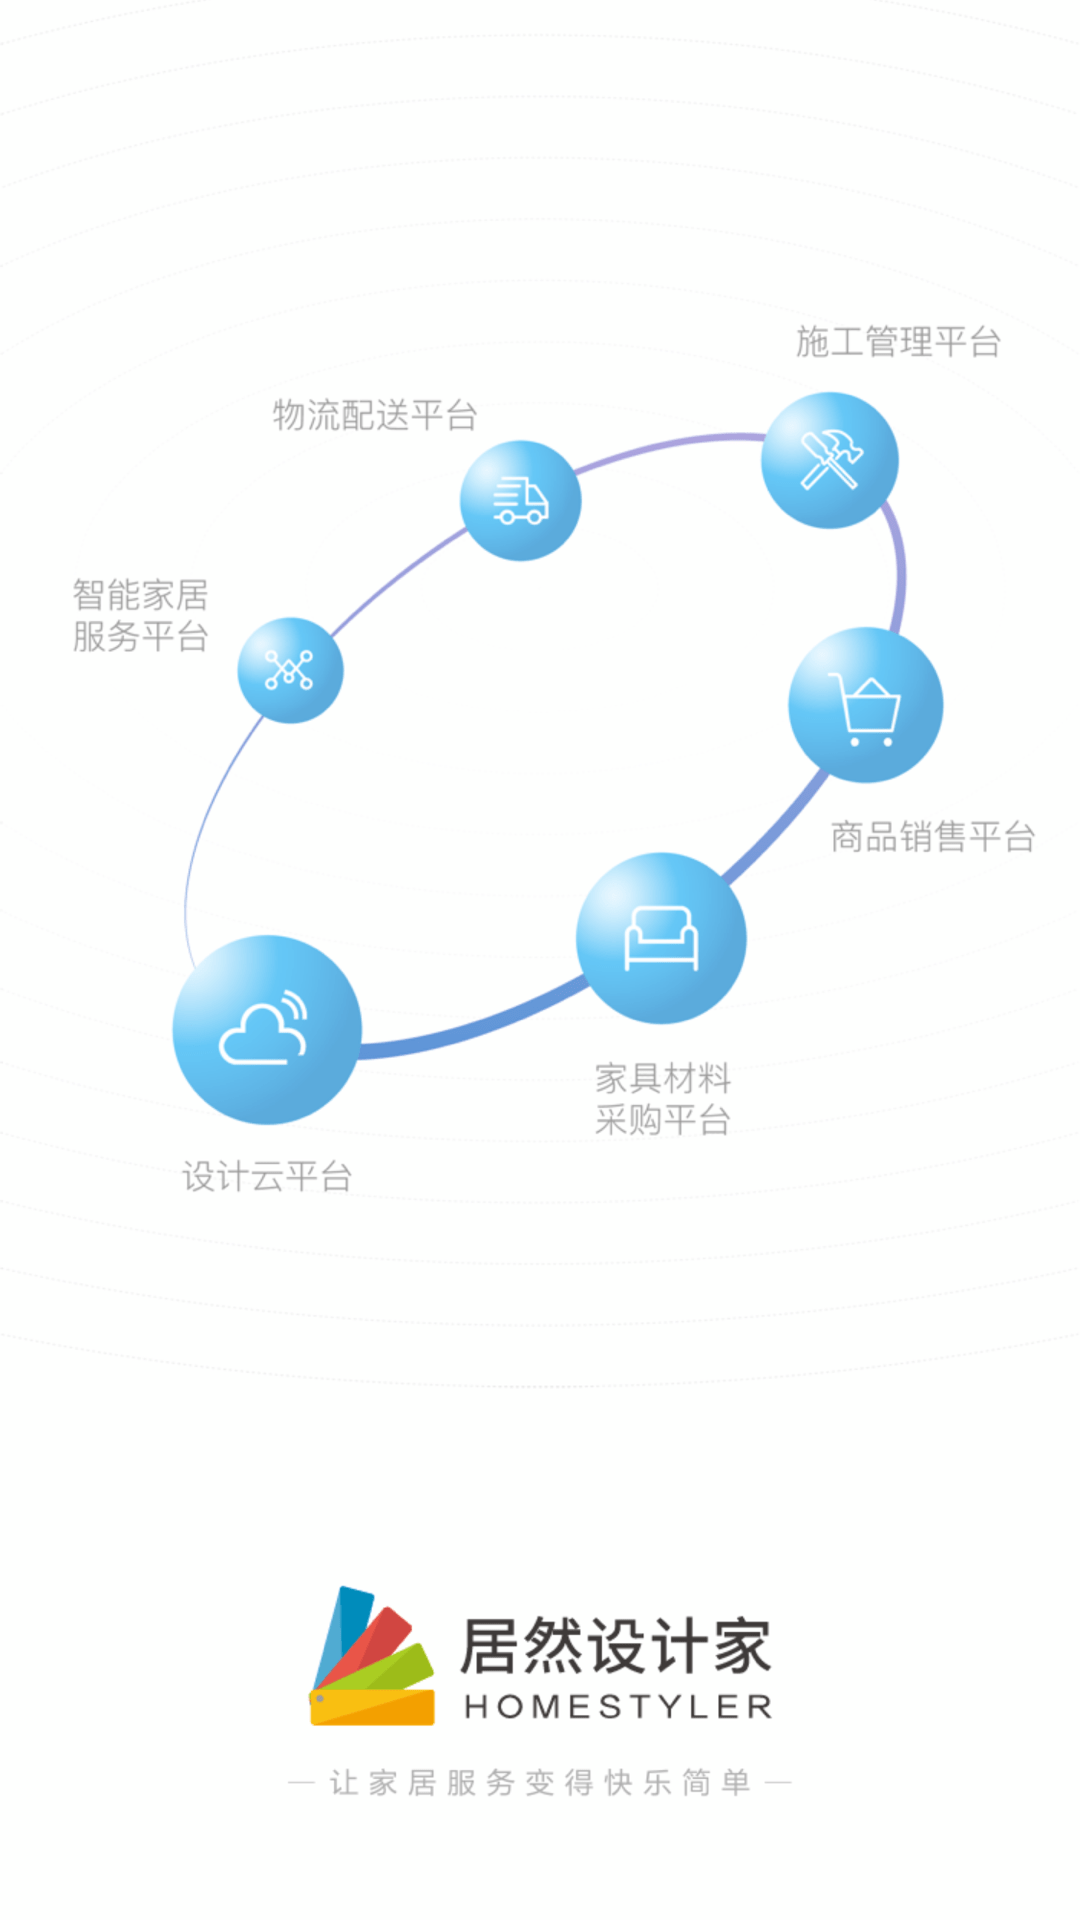 施工管理平台
物流配送平台
智能家居
服务平台
商品销售平台
家具材料
采购平台
设计云平台
居然设计家
HOMESTYLER
让家居服务变得快乐简单